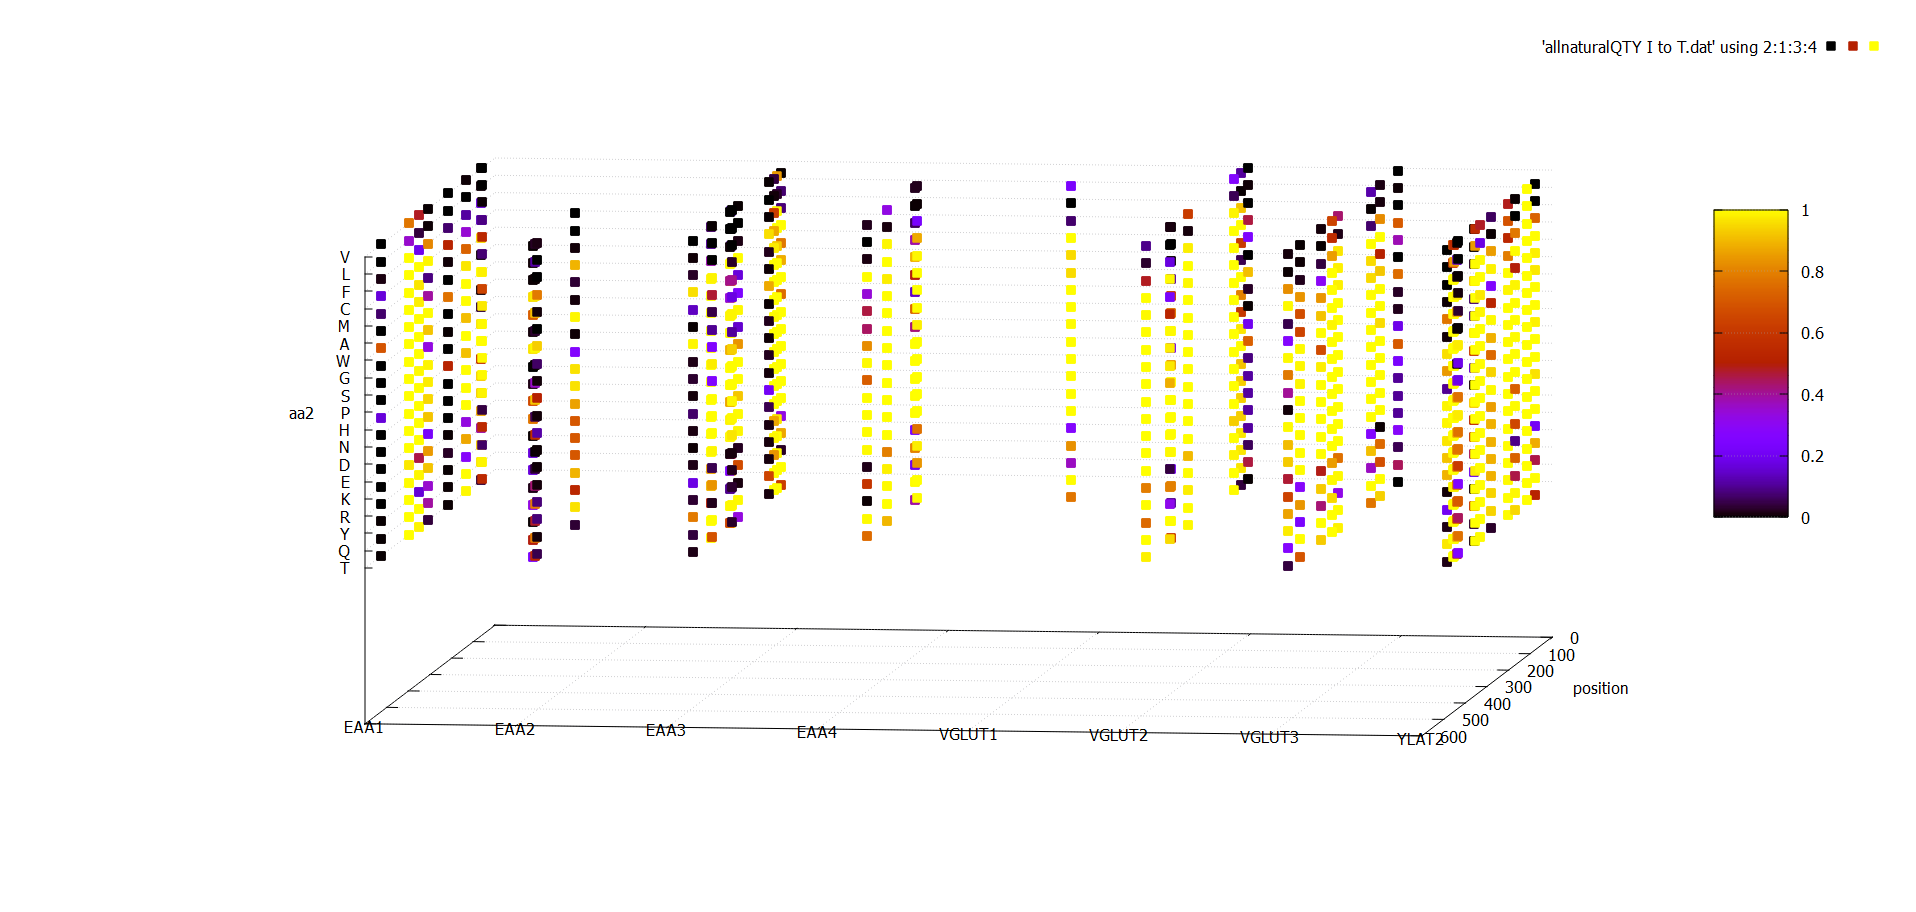 'allnaturalQTY I to T.dat' using 2:1:3:4
1
0.8
0.6
0.4
0.2
0
aa2
V
L
F
C
M
A
W
G
S
P
H
N
D
E
K
R
Y
Q
T
0
100
200
300
400
500
600
position
EAA1
EAA2
EAA3
EAA4
VGLUT1
VGLUT2
VGLUT3
YLAT2